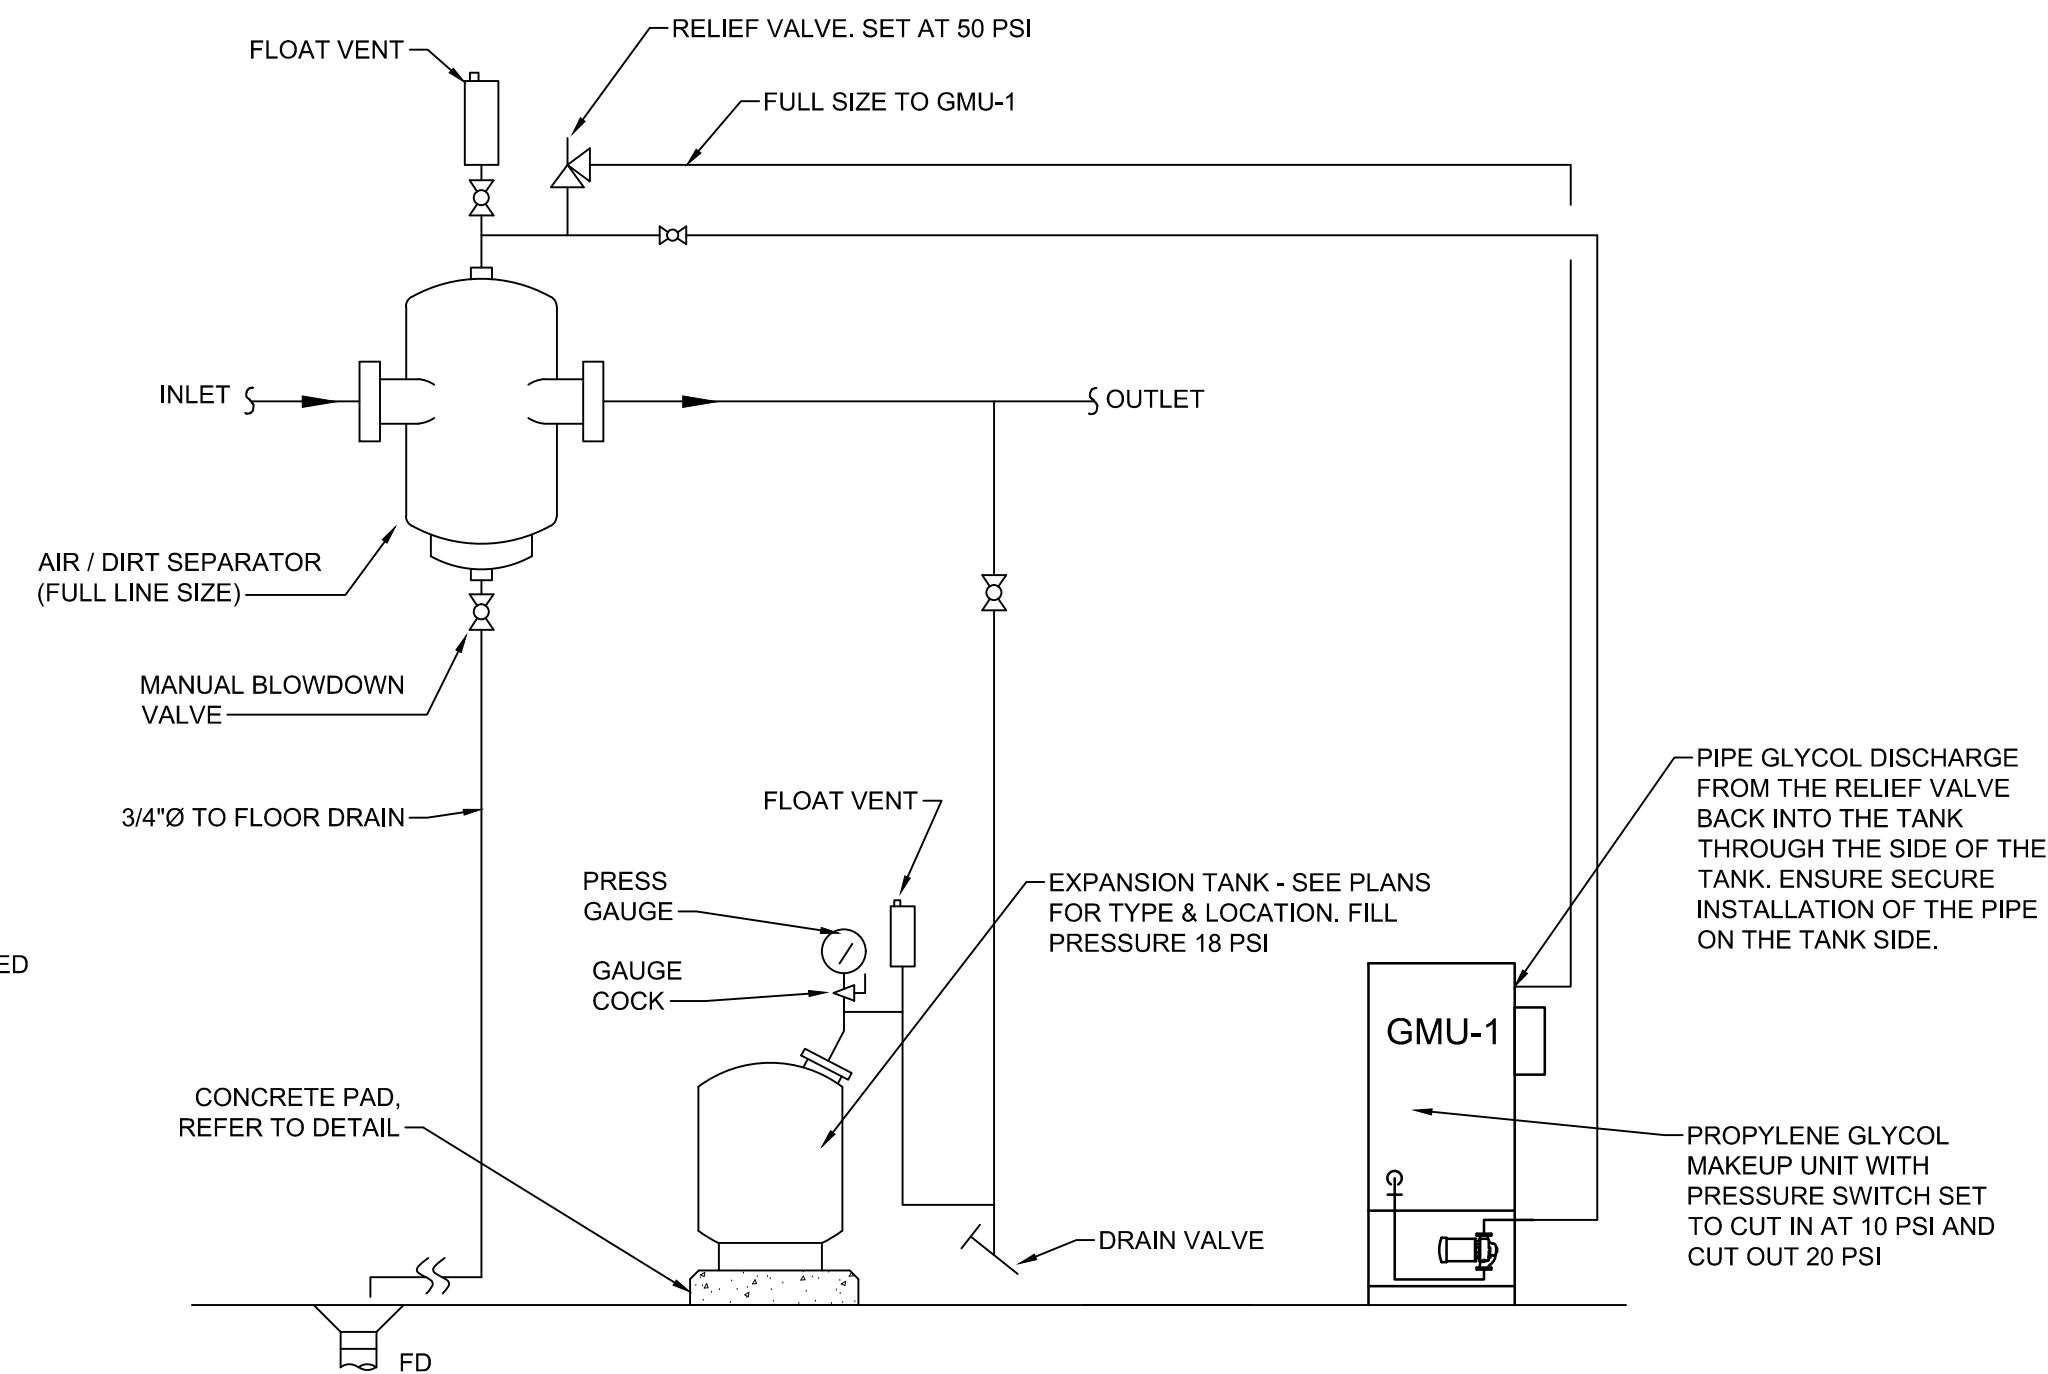 RELIEF VALVE. SET AT 50 PSI
FLOAT VENT
FULL SIZE TO GMU-1
INLET
OUTLET
AIR / DIRT SEPARATOR
(FULL LINE SIZE)
MANUAL BLOWDOWN
VALVE
3/4"Ø TO FLOOR DRAIN
FLOAT VENT
PRESS
GAUGE
GAUGE
COCK
EXPANSION TANK - SEE PLANS
FOR TYPE & LOCATION. FILL
PRESSURE 18 PSI
PIPE GLYCOL DISCHARGE
FROM THE RELIEF VALVE
BACK INTO THE TANK
THROUGH THE SIDE OF THE
TANK. ENSURE SECURE
INSTALLATION OF THE PIPE
ON THE TANK SIDE.
ED
GMU-1
CONCRETE PAD,
REFER TO DETAIL
PROPYLENE GLYCOL
MAKEUP UNIT WITH
PRESSURE SWITCH SET
TO CUT IN AT 10 PSI AND
CUT OUT 20 PSI
DRAIN VALVE
FD